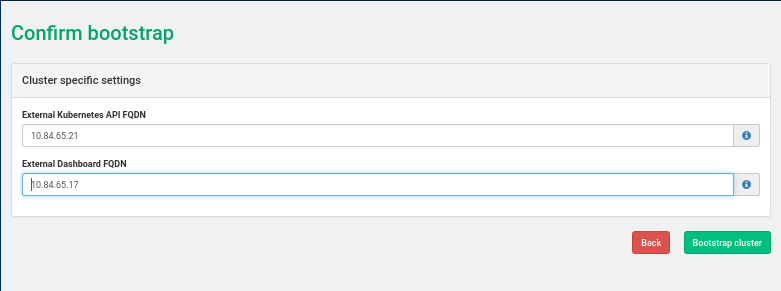 Confirm bootstrap
Cluster specific settings
External Kubernetes API FQDN
10.84.65.21
External Dashboard FQDN
10.84.65.17
Back
Bootstrap cluster